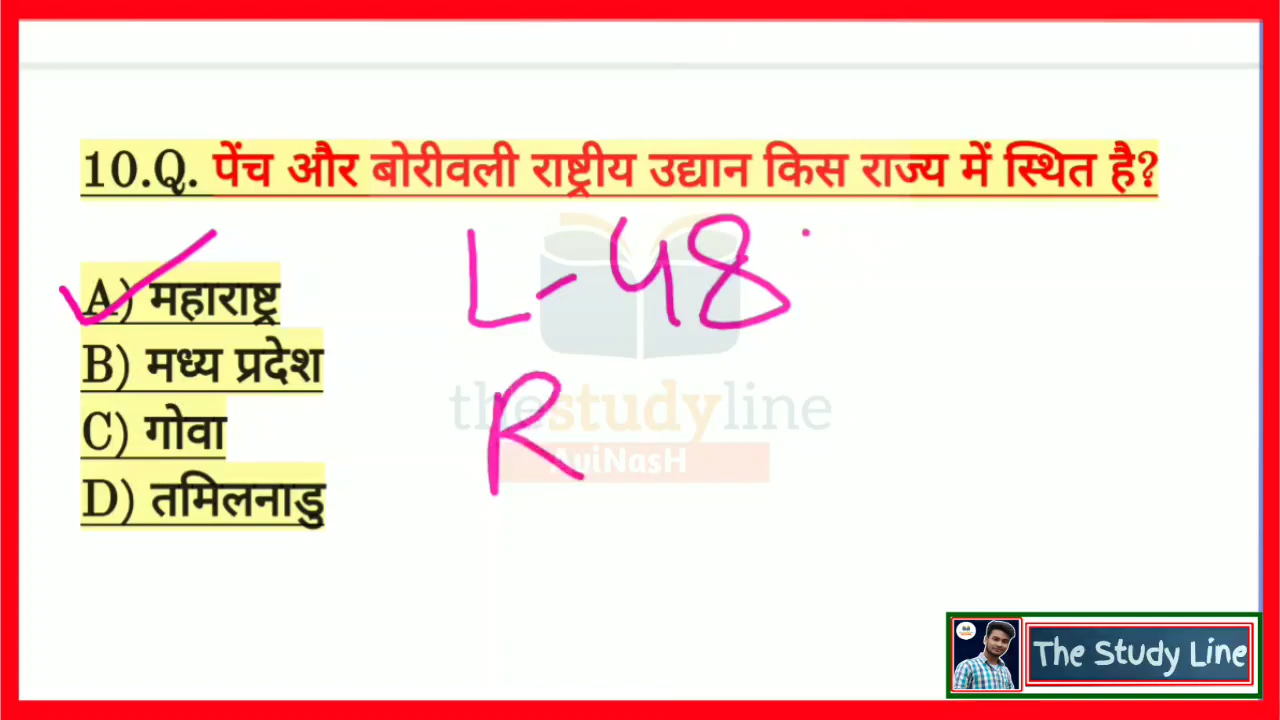 10.Q. पेंच और बोरीवली राष्ट्रीय उद्यान किस राज्य में स्थित है?
A) महाराष्ट्र
L-48
B) मध्य प्रदेश
R
thestudyline
C) गोवा
AviNasH
D) तमिलनाडु
The Study Line